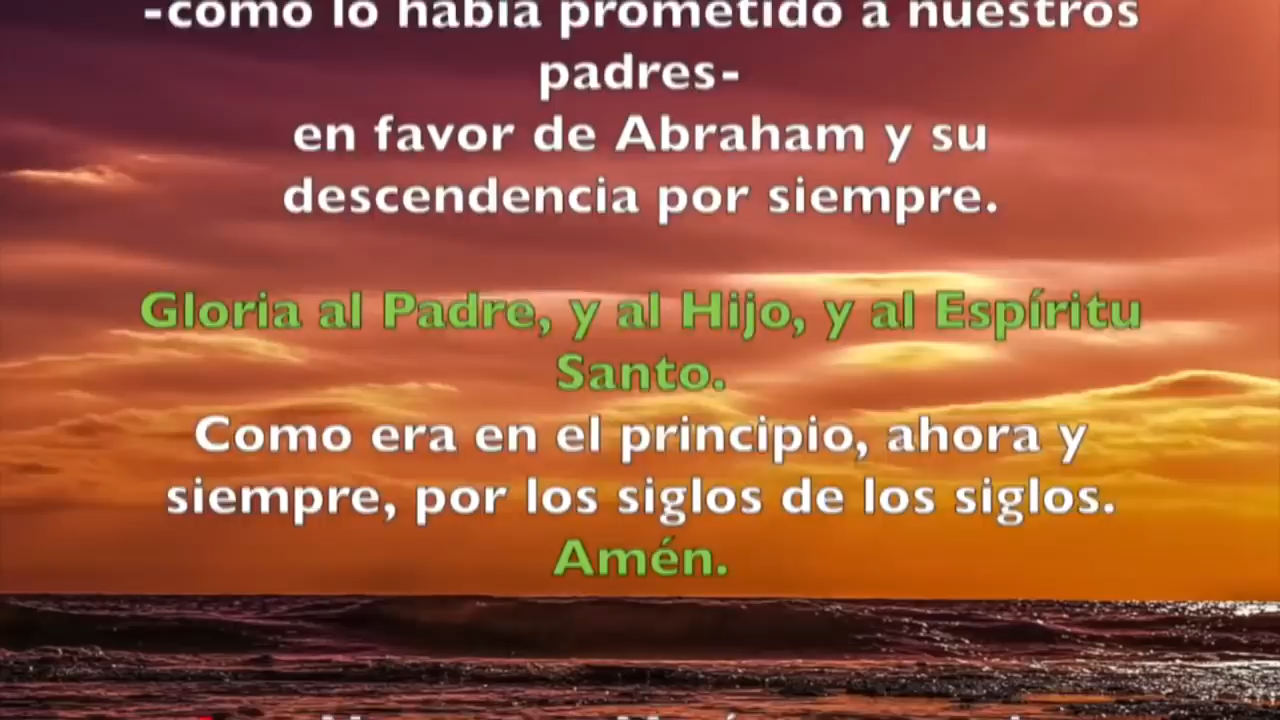 -como lo había prometido a nuestros
padres-
en favor de Abraham y su
descendencia por siempre.
Gloria al Padre, y al Hijo, y al Espíritu
Santo.
Como era en el principio, ahora y
siempre, por los siglos de los siglos.
Amén.